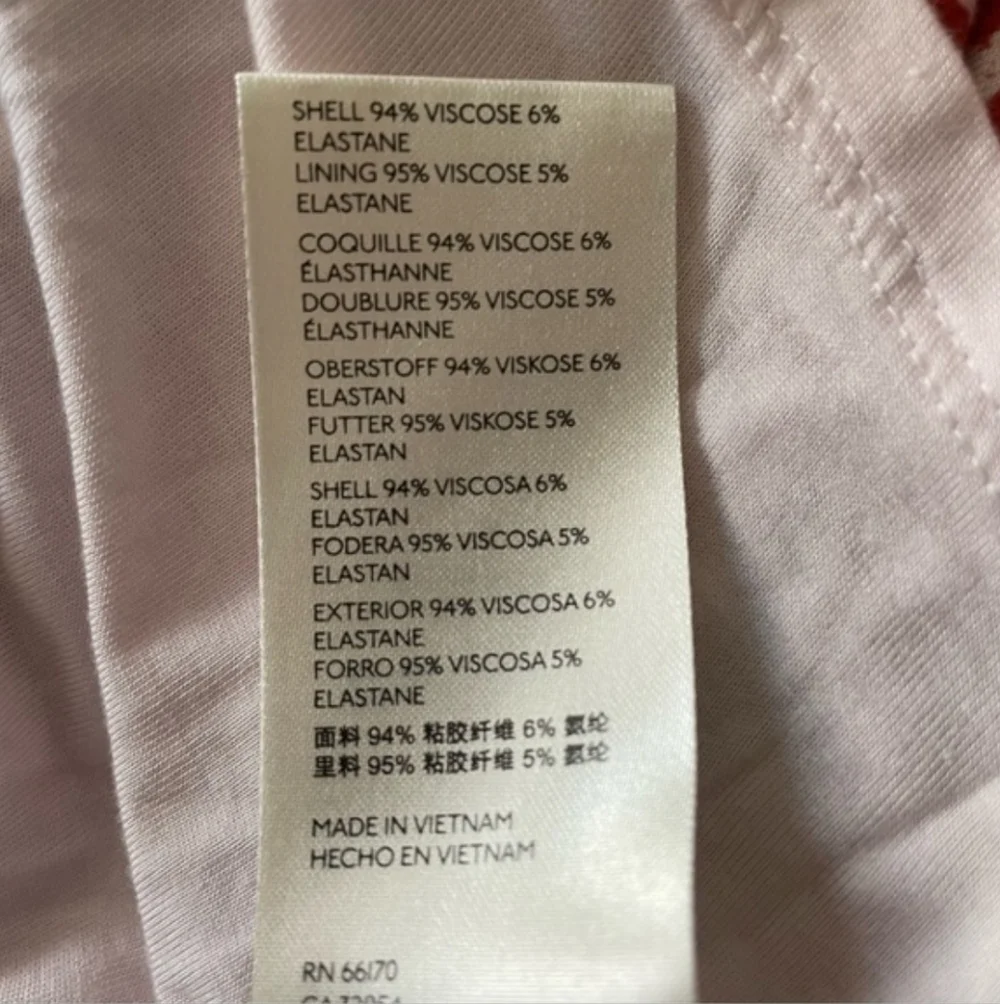 SHELL 94% VISCOSE 6%
ELASTANE
LINING 95% VISCOSE 5%
ELASTANE
COQUILLE 94% VISCOSE 6%
ÉLASTHANNE
DOUBLURE 95% VISCOSE 5%
ÉLASTHANNE
OBERSTOFF 94% VISKOSE 6%
ELASTAN
FUTTER 95% VISKOSE 5%
ELASTAN
SHELL 94% VISCOSA 6%
ELASTAN
FODERA 95% VISCOSA 5%
ELASTAN
EXTERIOR 94% VISCOSA 6%
ELASTANE
FORRO 95% VISCOSA 5%
ELASTANE
面料 94% 粘胶纤维 6% 氨纶
里料 95% 粘胶纤维 5% 氨纶
MADE IN VIETNAM
HECHO EN VIETNAM
RN 66170